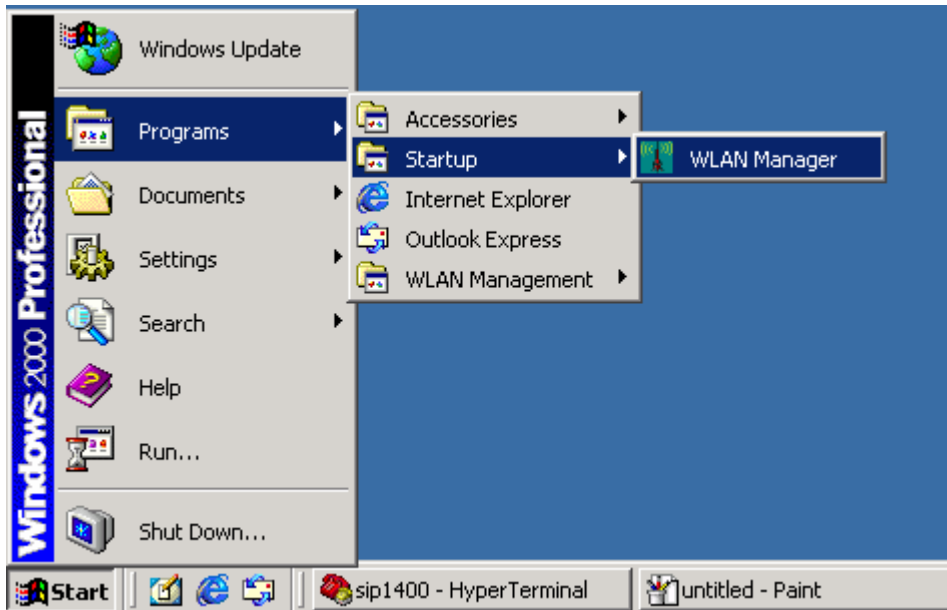 Windows 2000 Professional
Windows Update
Programs
Documents
Settings
Search
Help
Run...
Shut Down...
Accessories
Startup
Internet Explorer
Outlook Express
WLAN Management
WLAN Manager
Start
sip1400 - HyperTerminal
untitled - Paint